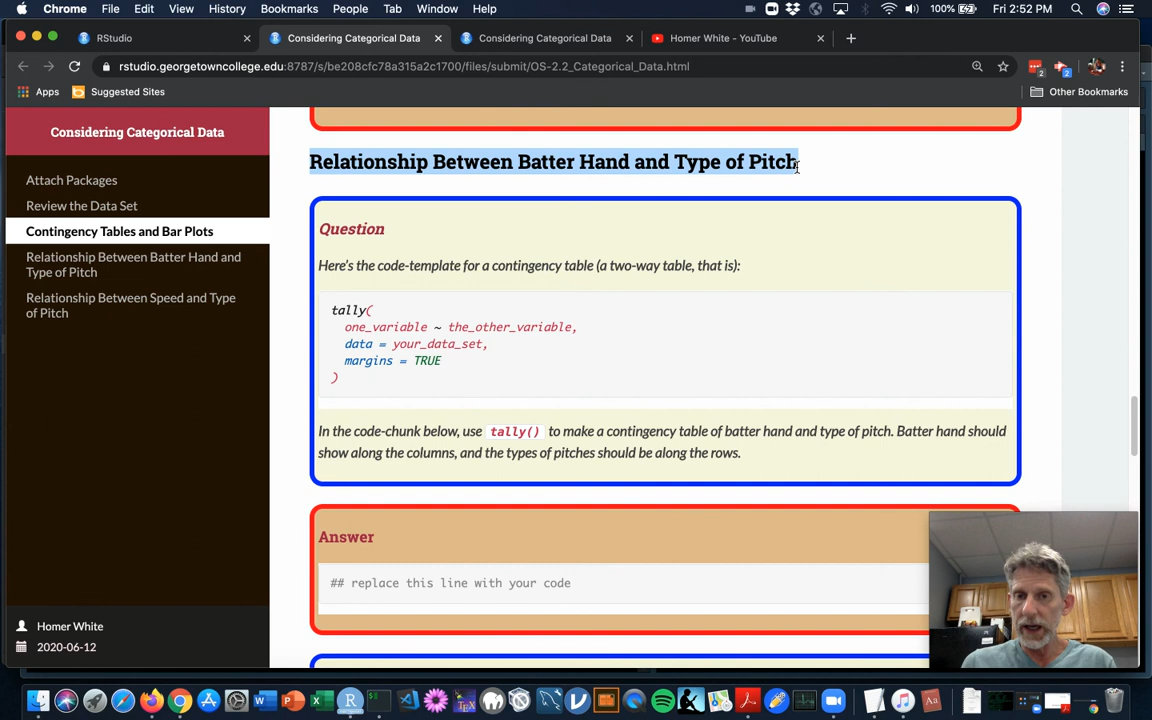 Chrome File Edit View History Bookmarks People Tab Window Help 100% Fri 2:52 PM
RStudio
Considering Categorical Data
Considering Categorical Data
Homer White - YouTube
rstudio.georgetowncollege.edu:8787/s/be208cfc78a315a2c1700/files/submit/OS-2.2_Categorical_Data.html
2
2
Apps Suggested Sites Other Bookmarks
Considering Categorical Data
Attach Packages
Review the Data Set
Contingency Tables and Bar Plots
Relationship Between Batter Hand and
Type of Pitch
Relationship Between Speed and Type
of Pitch
Homer White
2020-06-12
Relationship Between Batter Hand and Type of Pitch
Question
Here's the code-template for a contingency table (a two-way table, that is):
tally(
one_variable ~ the_other_variable,
data = your_data_set,
margins = TRUE
)
In the code-chunk below, use tally() to make a contingency table of batter hand and type of pitch. Batter hand should
show along the columns, and the types of pitches should be along the rows.
Answer
## replace this line with your code